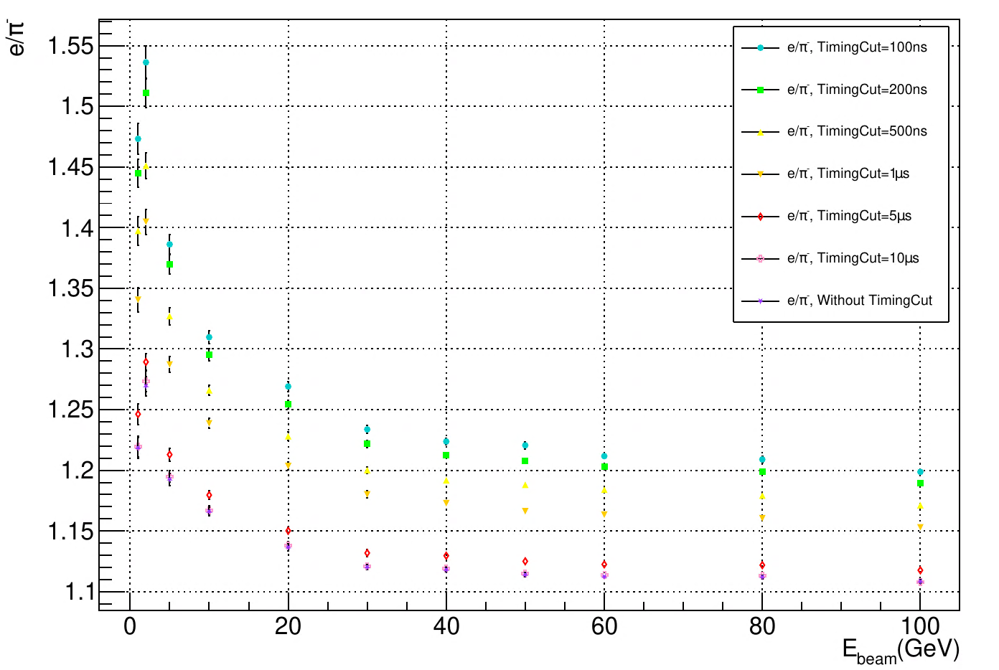 e/π⁻
1.55
1.5
1.45
1.4
1.35
1.3
1.25
1.2
1.15
1.1
e/π⁻, TimingCut=100ns
e/π⁻, TimingCut=200ns
e/π⁻, TimingCut=500ns
e/π⁻, TimingCut=1μs
e/π⁻, TimingCut=5μs
e/π⁻, TimingCut=10μs
e/π⁻, Without TimingCut
0 20 40 60 80 100
E_beam(GeV)